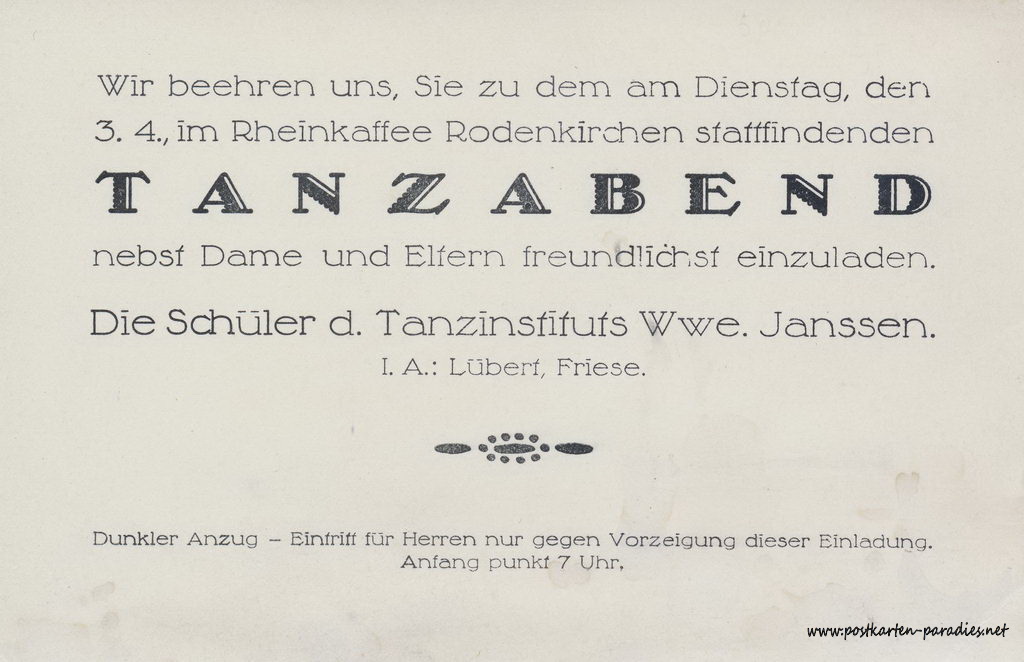 Wir beehren uns, Sie zu dem am Dienstag, den
3. 4., im Rheinkaffee Rodenkirchen stattfindenden
TANZABEND
nebst Dame und Eltern freundlichst einzuladen.
Die Schüler d. Tanzinstituts Wwe. Janssen.
I. A.: Lübert, Friese.
Dunkler Anzug – Eintritt für Herren nur gegen Vorzeigung dieser Einladung.
Anfang punkt 7 Uhr.
www.postkarten-paradies.net